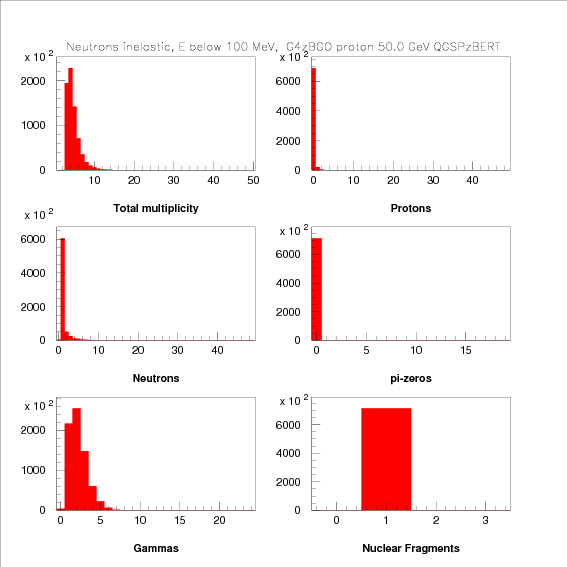 Neutrons inelastic, E below 100 MeV, G4zBGO proton 50.0 GeV QGSPzBERT
x 10 2
2000
1000
0
10 20 30 40 50
Total multiplicity
x 10 2
6000
4000
2000
0
0 10 20 30 40
Protons
x 10 2
6000
4000
2000
0
0 10 20 30 40
Neutrons
x 10 2
6000
4000
2000
0
0 5 10 15
pi-zeros
x 10 2
2000
1000
0
0 5 10 15 20
Gammas
x 10 2
6000
4000
2000
0
0 1 2 3
Nuclear Fragments